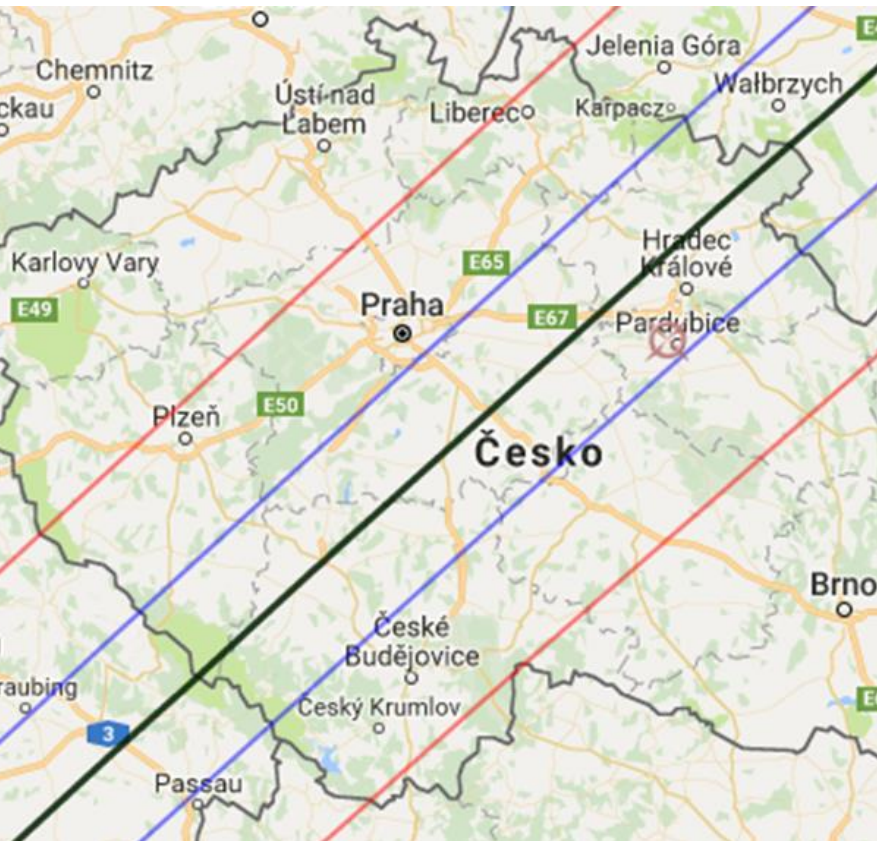 Jelenia Góra
Chemnitz
Wałbrzych
Ústí nad
Labem
ckau
Liberec
Karpacz
Hradec
Králové
Karlovy Vary
E65
E49
Praha
E67
Pardubice
E50
Plzeň
Česko
Brno
České
Budějovice
raubing
Český Krumlov
3
Passau